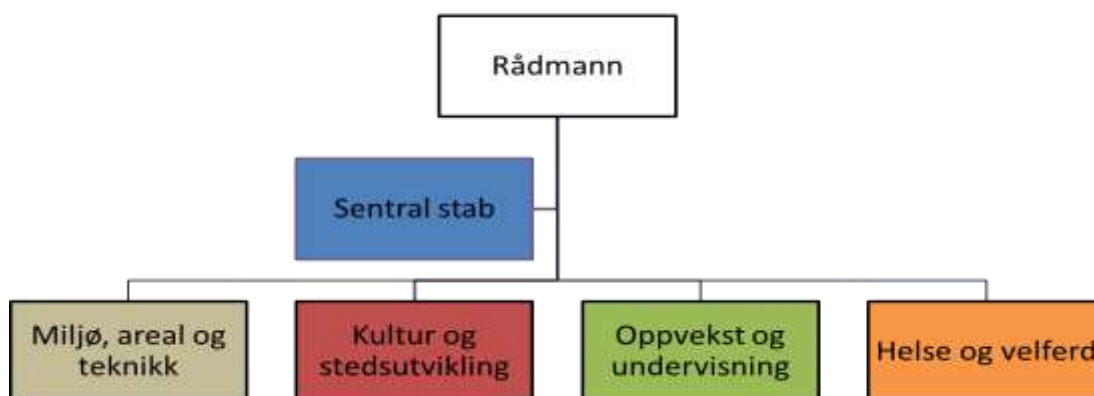 Rådmann
Sentral stab
Miljø, areal og
teknikk
Kultur og
stedsutvikling
Oppvekst og
undervisning
Helse og velferd